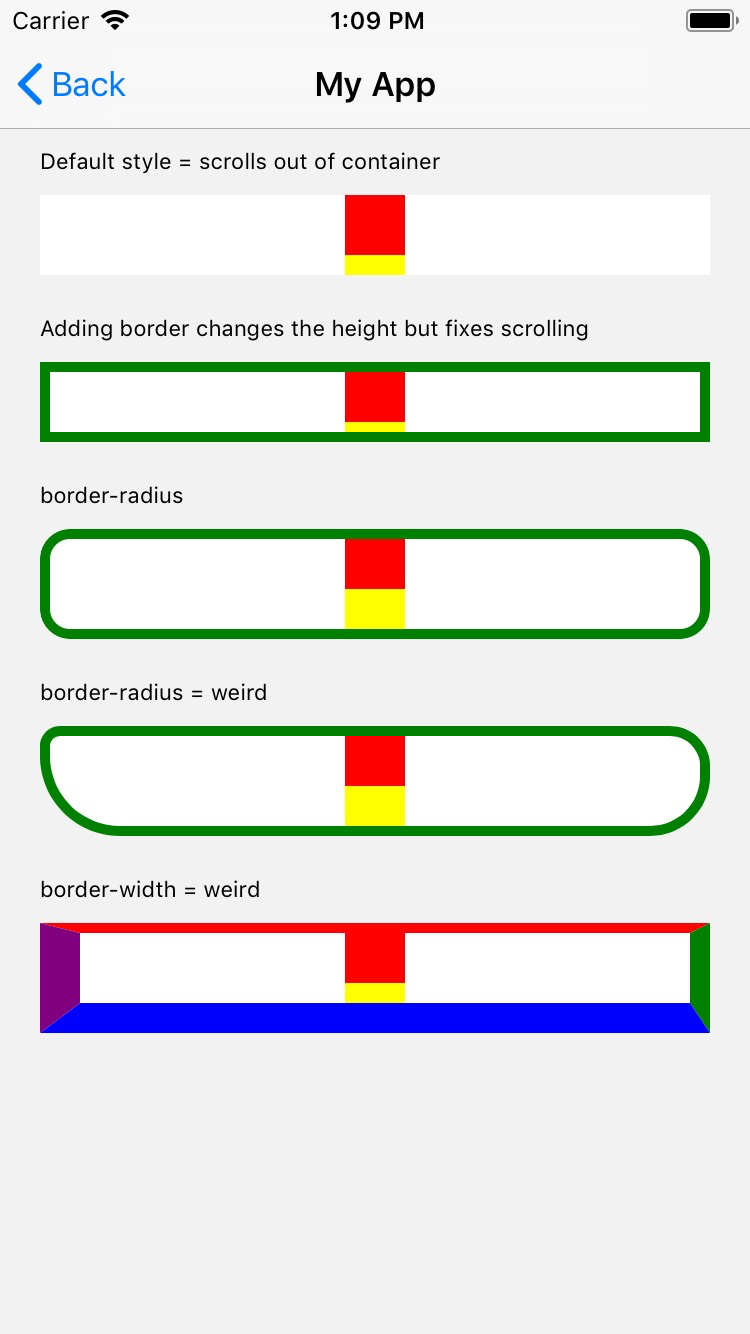 Carrier 1:09 PM
Back My App
Default style = scrolls out of container
Adding border changes the height but fixes scrolling
border-radius
border-radius = weird
border-width = weird